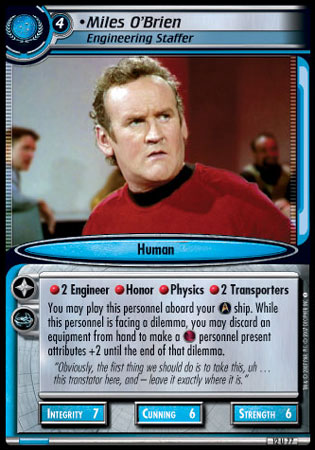 4
•Miles O'Brien
Engineering Staffer
Human
2 Engineer Honor Physics 2 Transporters
You may play this personnel aboard your ship. While
this personnel is facing a dilemma, you may discard an
equipment from hand to make a personnel present
attributes +2 until the end of that dilemma.
"Obviously, the first thing we should do is to take this, uh ...
this translator here, and – leave it exactly where it is."
Integrity 7 Cunning 6 Strength 6
12 U 77